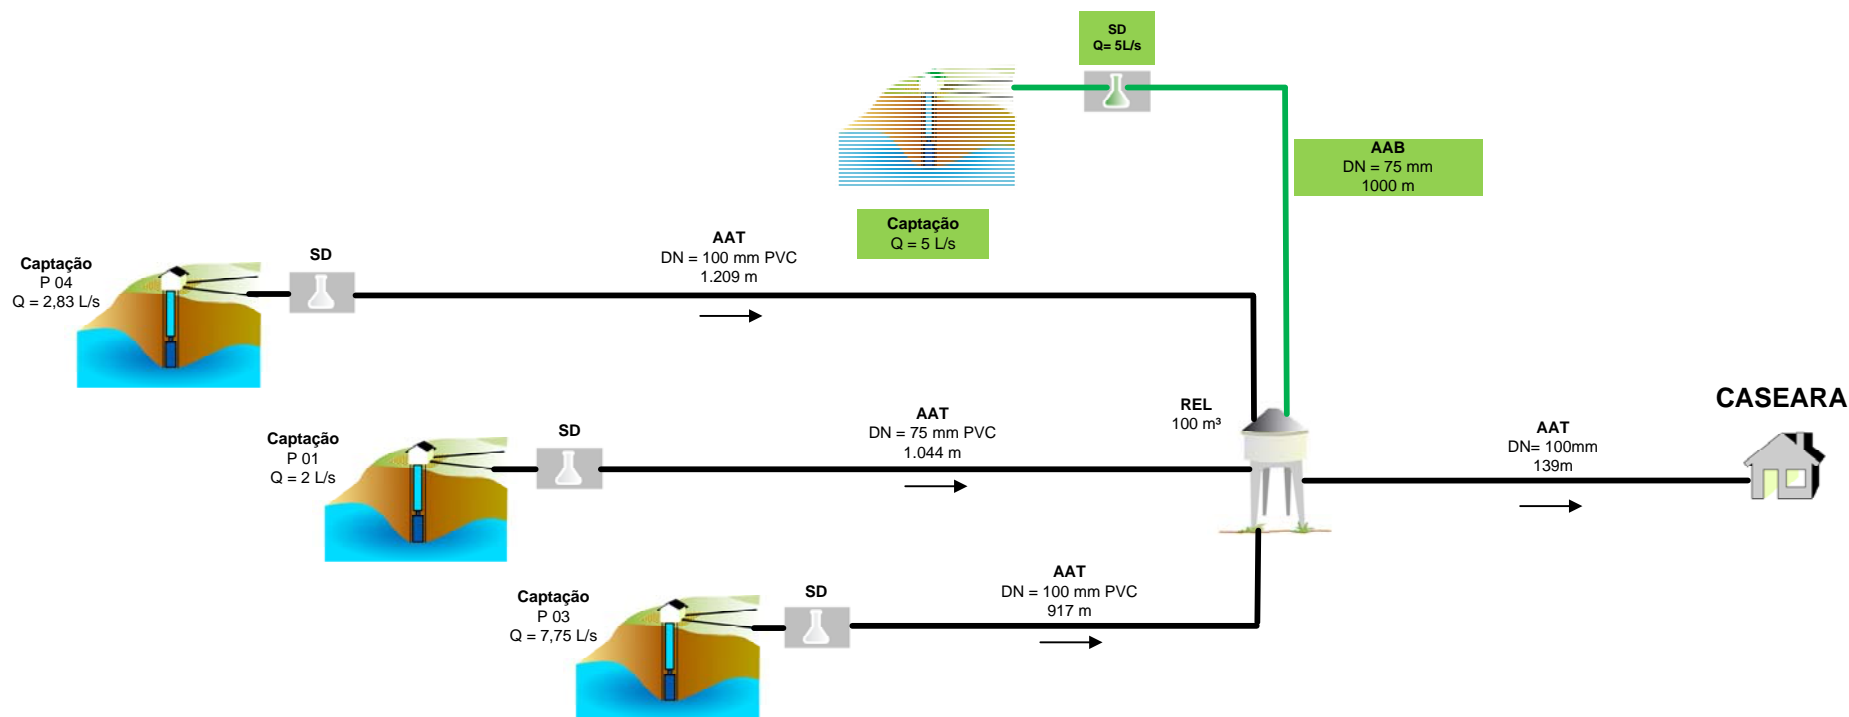 SD
Q= 5L/s
AAB
DN = 75 mm
1000 m
Captação
Q = 5 L/s
Captação
P 04
Q = 2,83 L/s
SD
AAT
DN = 100 mm PVC
1.209 m
Captação
P 01
Q = 2 L/s
SD
AAT
DN = 75 mm PVC
1.044 m
REL
100 m³
CASEARA
AAT
DN= 100mm
139m
Captação
P 03
Q = 7,75 L/s
SD
AAT
DN = 100 mm PVC
917 m